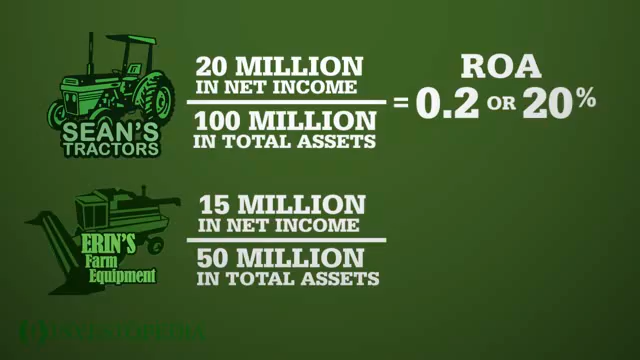 SEAN'S
TRACTORS
20 MILLION
IN NET INCOME
100 MILLION
IN TOTAL ASSETS
=
ROA
0.2 OR 20%
ERIN'S
Farm
Equipment
15 MILLION
IN NET INCOME
50 MILLION
IN TOTAL ASSETS